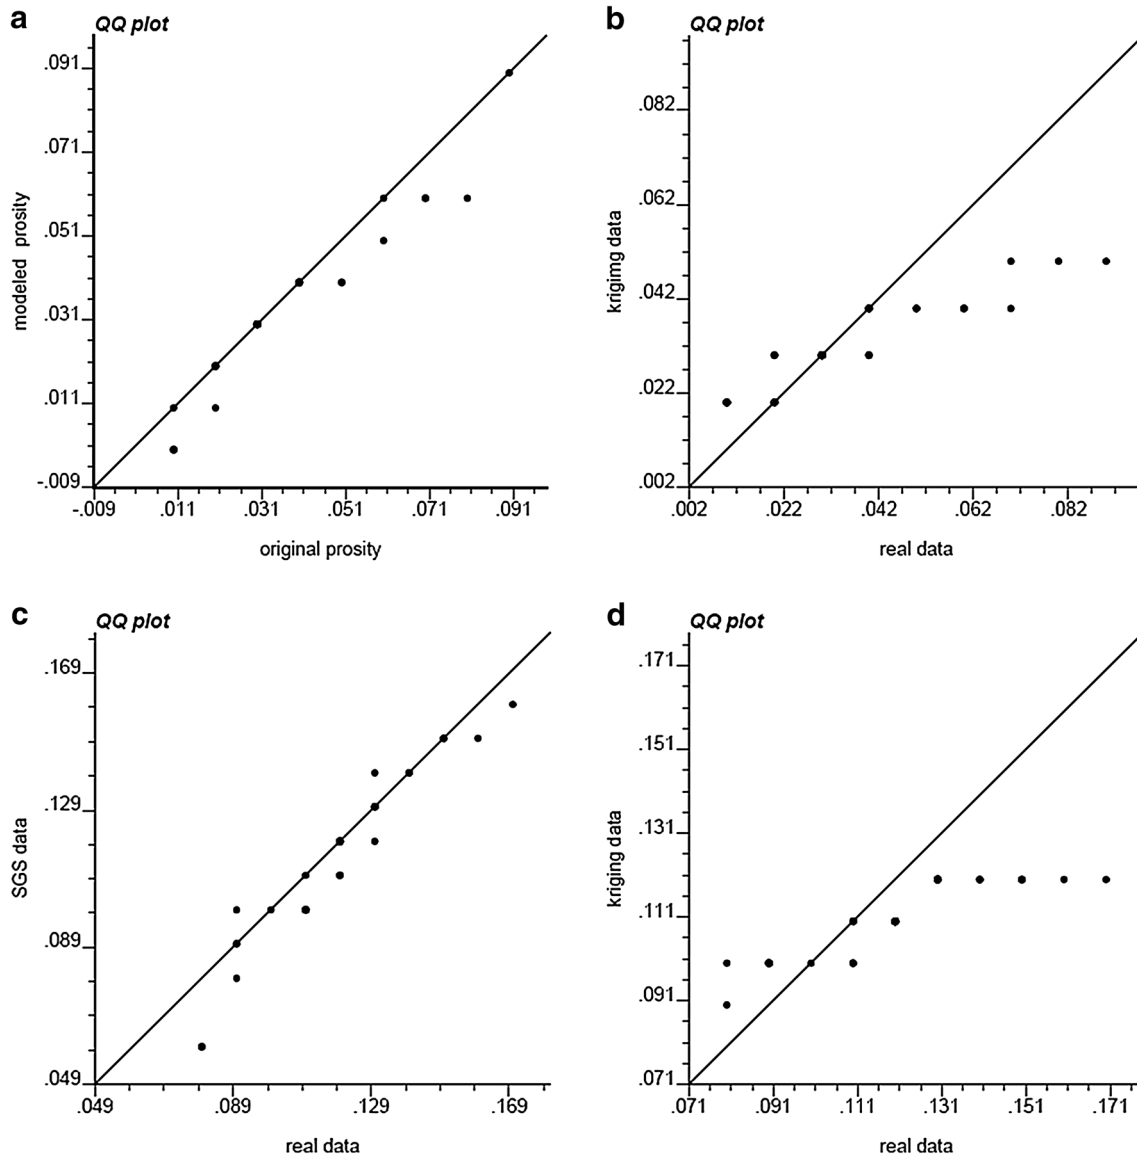 a
QQ plot
.091
.071
.051
.031
.011
-.009
-.009 .011 .031 .051 .071 .091
modeled prosity
original prosity
b
QQ plot
.082
.062
.042
.022
.002
.002 .022 .042 .062 .082
krigimg data
real data
c
QQ plot
.169
.129
.089
.049
.049 .089 .129 .169
SGS data
real data
d
QQ plot
.171
.151
.131
.111
.091
.071
.071 .091 .111 .131 .151 .171
kriging data
real data